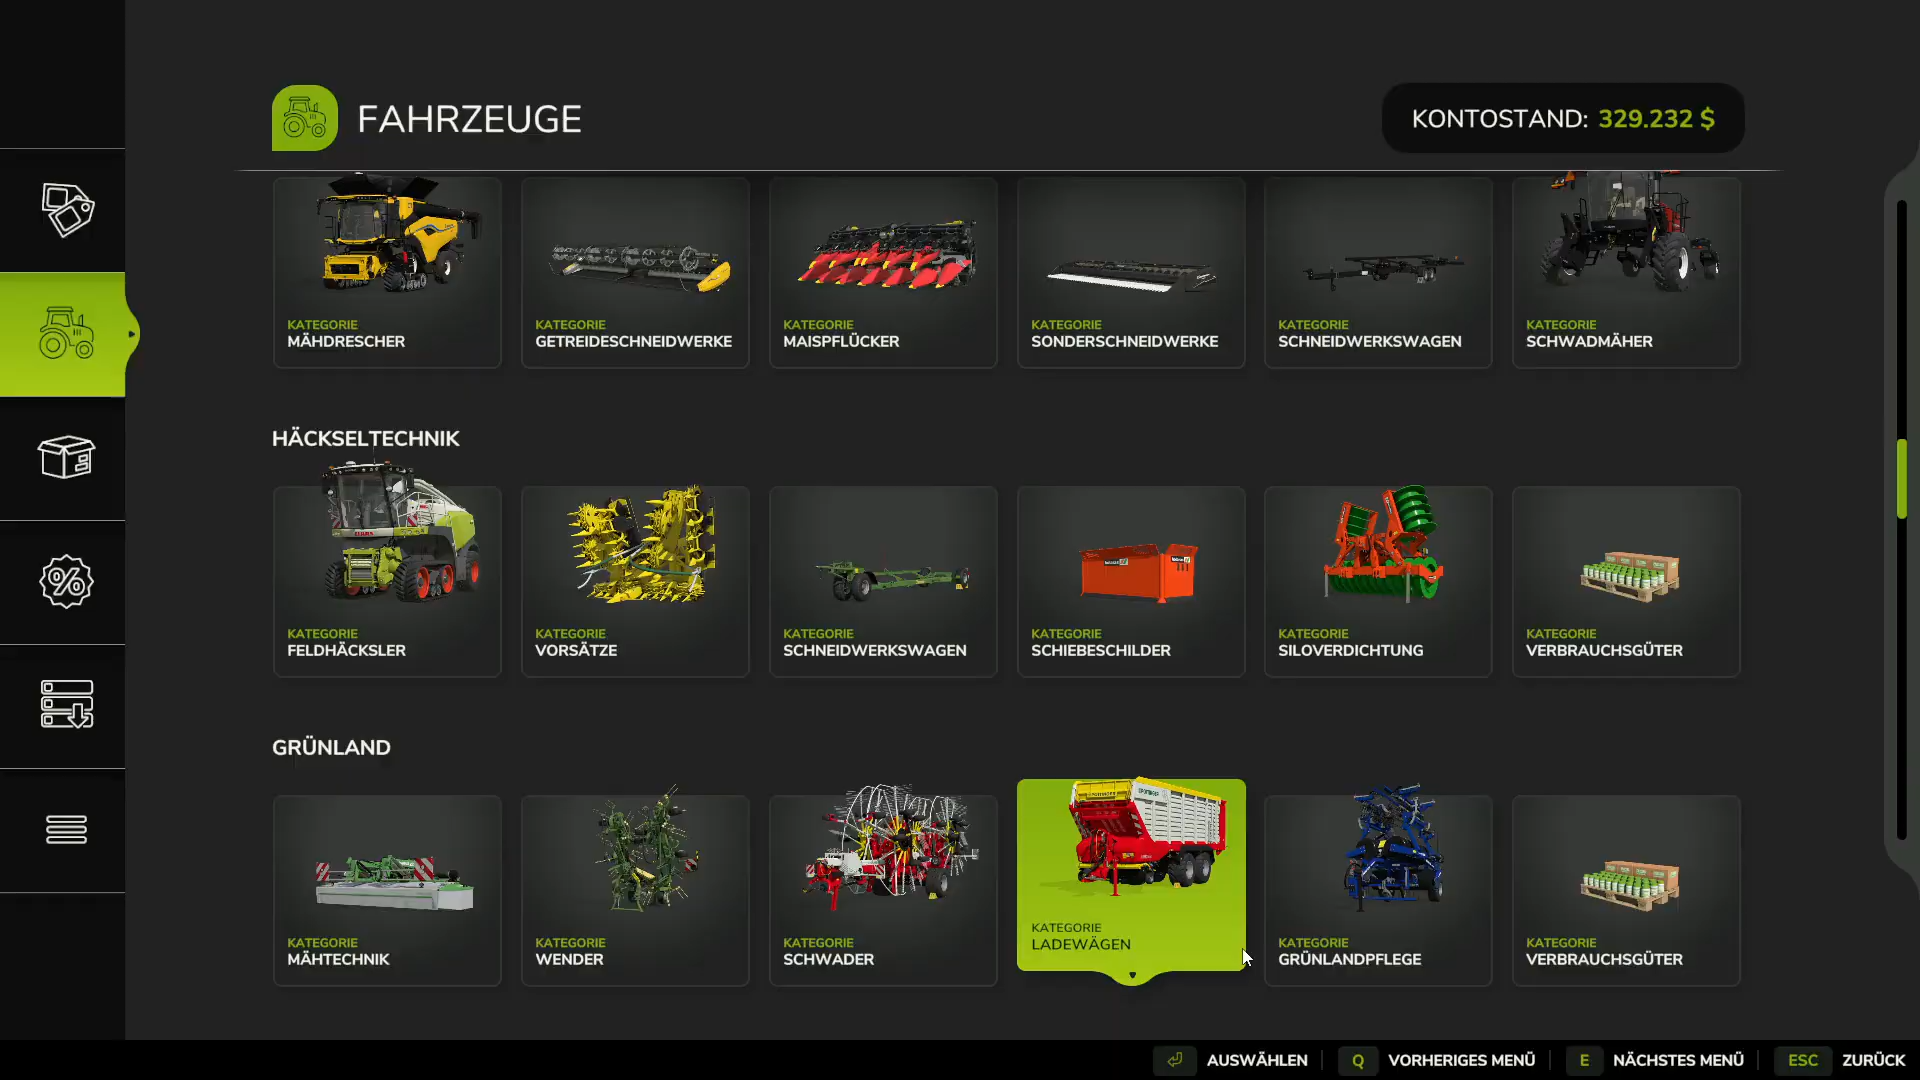 FAHRZEUGE
KONTOSTAND: 329.232 $
KATEGORIE
MÄHDRESCHER
KATEGORIE
GETREIDESCHNEIDWERKE
KATEGORIE
MAISPFLÜCKER
KATEGORIE
SONDERSCHNEIDWERKE
KATEGORIE
SCHNEIDWERKSWAGEN
KATEGORIE
SCHWADMÄHER
HÄCKSELTECHNIK
KATEGORIE
FELDHÄCKSLER
KATEGORIE
VORSÄTZE
KATEGORIE
SCHNEIDWERKSWAGEN
KATEGORIE
SCHIEBESCHILDER
KATEGORIE
SILOVERDICHTUNG
KATEGORIE
VERBRAUCHSGÜTER
GRÜNLAND
KATEGORIE
MÄHTECHNIK
KATEGORIE
WENDER
KATEGORIE
SCHWADER
KATEGORIE
LADEWÄGEN
KATEGORIE
GRÜNLANDPFLEGE
KATEGORIE
VERBRAUCHSGÜTER
AUSWÄHLEN
Q VORHERIGES MENÜ
E NÄCHSTES MENÜ
ESC ZURÜCK